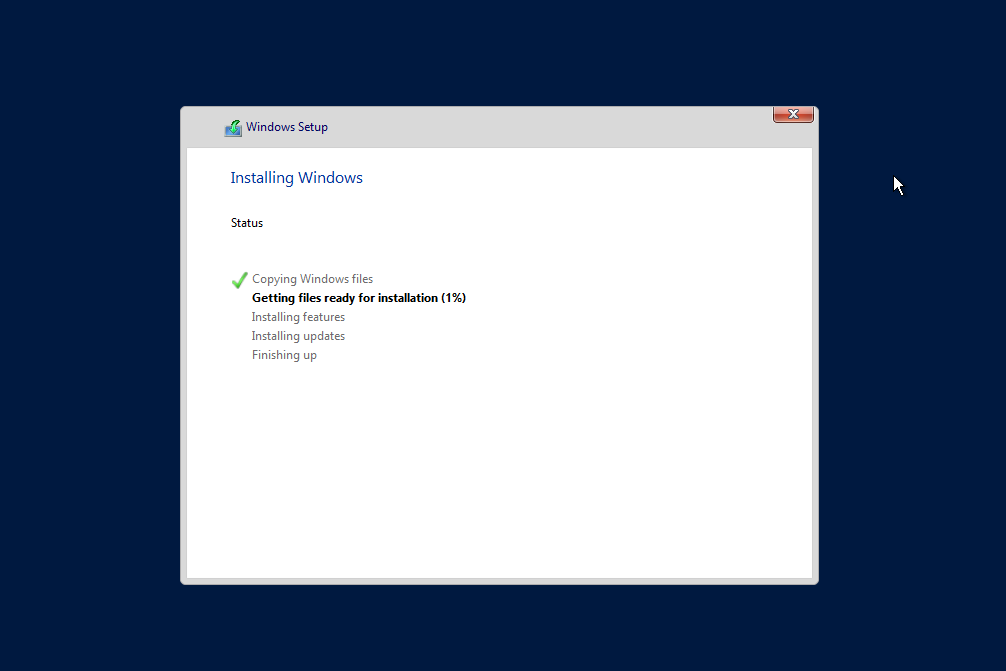 Windows Setup
Installing Windows
Status
Copying Windows files
Getting files ready for installation (1%)
Installing features
Installing updates
Finishing up